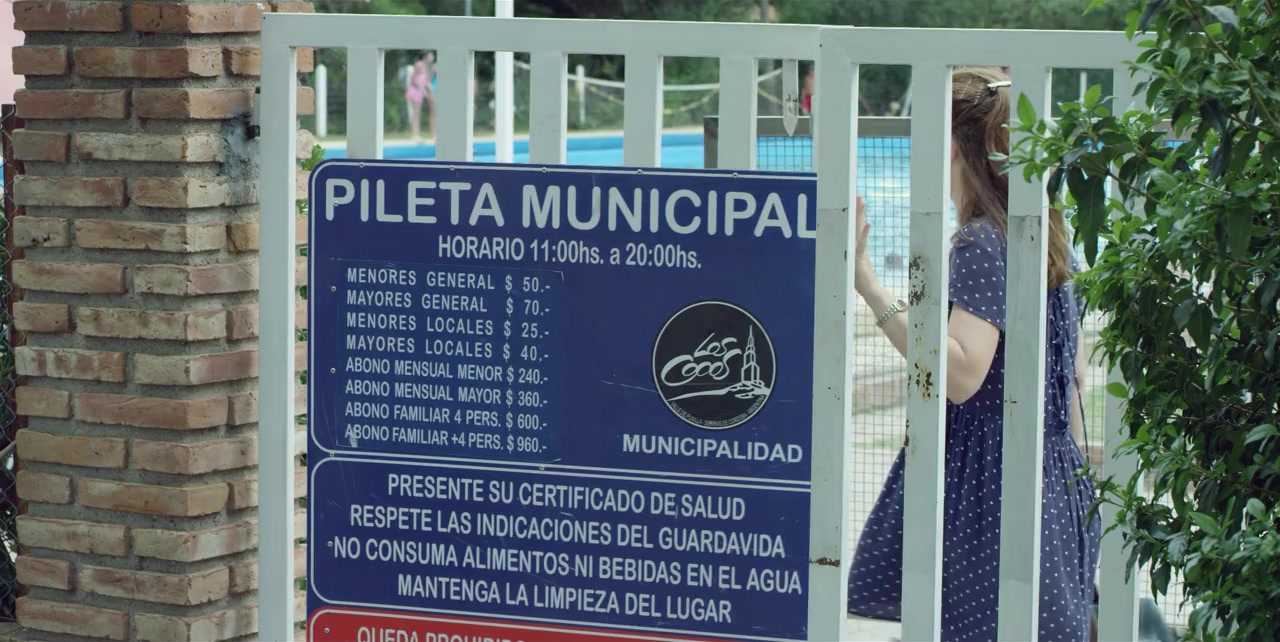 PILETA MUNICIPAL
HORARIO 11:00hs. a 20:00hs.
MENORES GENERAL $ 50.-
MAYORES GENERAL $ 70.-
MENORES LOCALES $ 25.-
MAYORES LOCALES $ 40.-
ABONO MENSUAL MENOR $ 240.-
ABONO MENSUAL MAYOR $ 360.-
ABONO FAMILIAR 4 PERS. $ 600.-
ABONO FAMILIAR +4 PERS. $ 960.-
Los Cocos
MUNICIPALIDAD
PRESENTE SU CERTIFICADO DE SALUD
RESPETE LAS INDICACIONES DEL GUARDAVIDA
NO CONSUMA ALIMENTOS NI BEBIDAS EN EL AGUA
MANTENGA LA LIMPIEZA DEL LUGAR
QUEDA